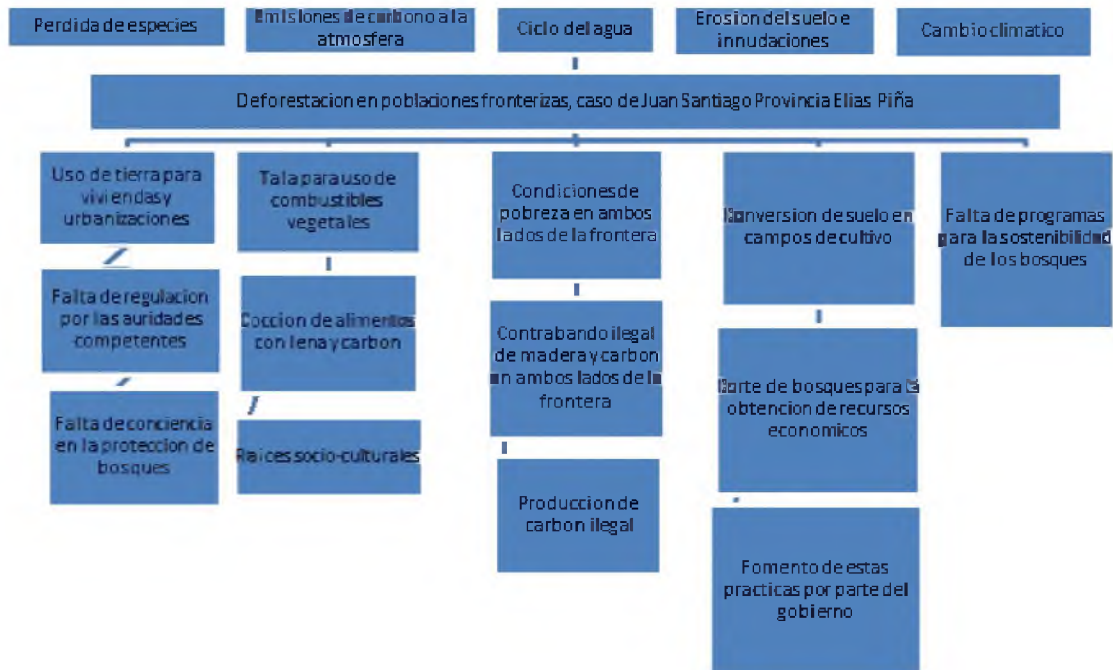 Perdida de especies
Emisiones de carbono a la
atmosfera
Ciclo del agua
Erosion del suelo e
innudaciones
Cambio climatico
Deforestacion en poblaciones fronterizas, caso de Juan Santiago Provincia Elias Piña
Uso de tierra para
viviendas y
urbanizaciones
Falta de regulacion
por las auridades
competentes
Falta de conciencia
en la proteccion de
bosques
Tala para uso de
combustibles
vegetales
Coccion de alimentos
con lena y carbon
Raices socio-culturales
Condiciones de
pobreza en ambos
lados de la frontera
Contrabando ilegal
de madera y carbon
en ambos lados de la
frontera
Produccion de
carbon ilegal
Conversion de suelo en
campos de cultivo
Corte de bosques para la
obtencion de recursos
economicos
Fomento de estas
practicas por parte del
gobierno
Falta de programas
para la sostenibilidad
de los bosques